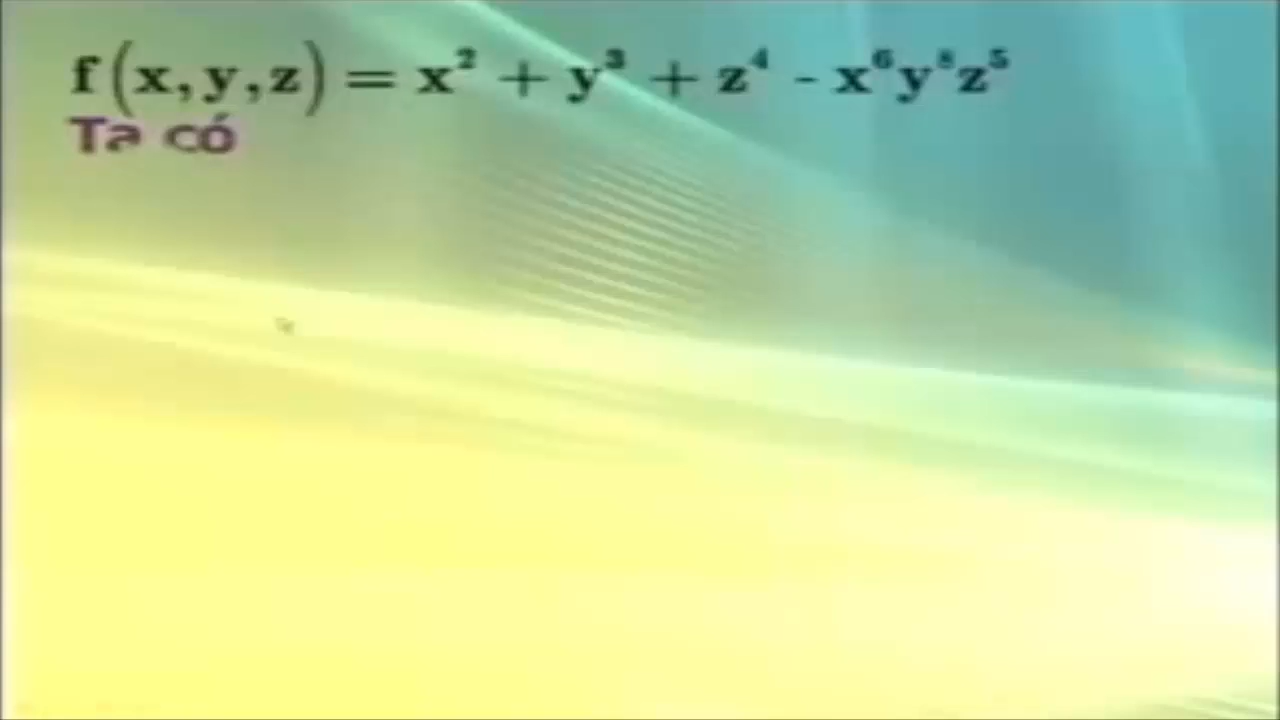 f(x,y,z) = x² + y³ + z⁴ - x⁶y⁸z⁵
Ta có